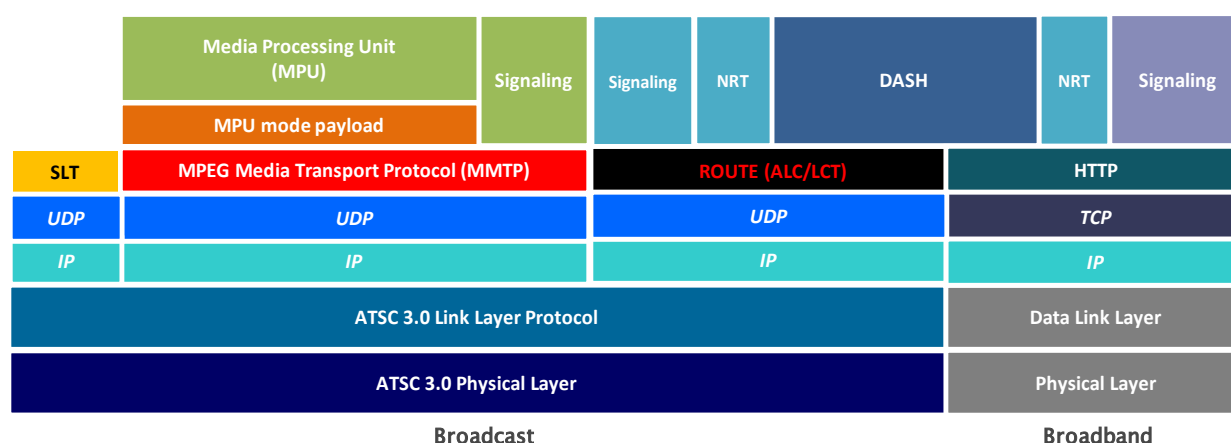 Media Processing Unit
(MPU)
Signaling
Signaling
NRT
DASH
NRT
Signaling
MPU mode payload
SLT
MPEG Media Transport Protocol (MMTP)
ROUTE (ALC/LCT)
HTTP
UDP
UDP
UDP
TCP
IP
IP
IP
IP
ATSC 3.0 Link Layer Protocol
Data Link Layer
ATSC 3.0 Physical Layer
Physical Layer
Broadcast
Broadband